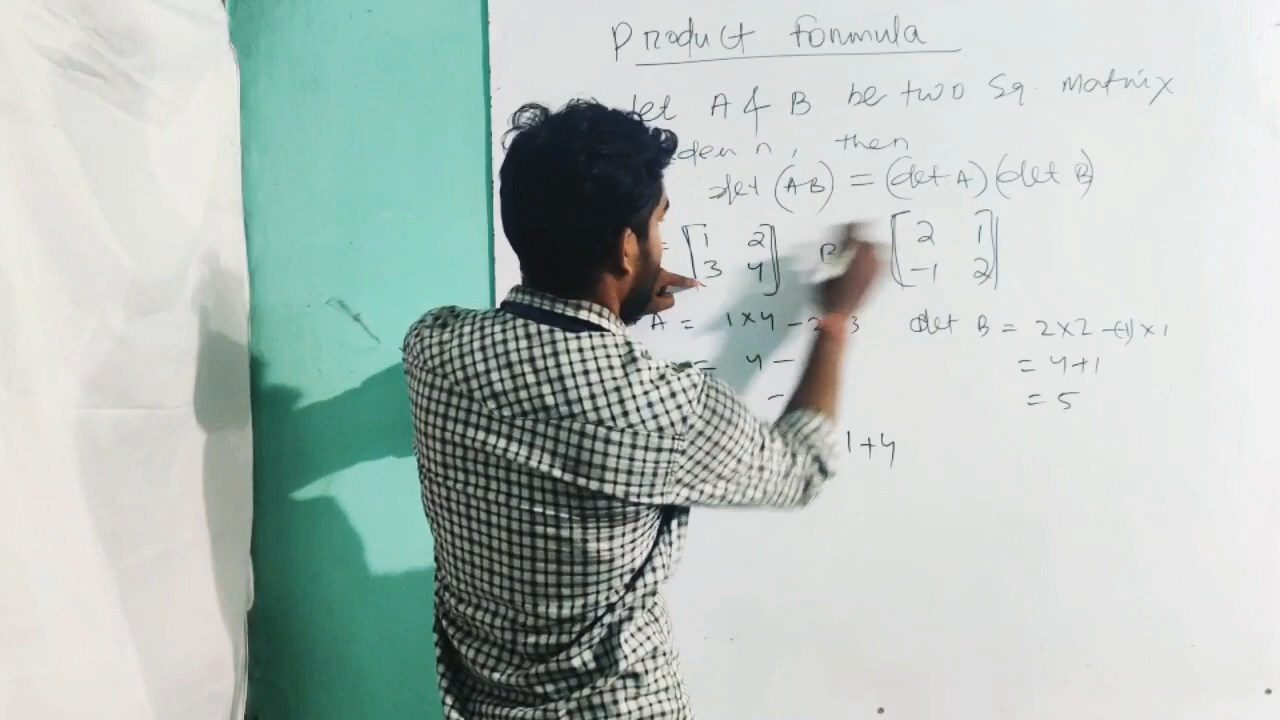 Product formula
let A & B be two Sq. matrix
order n, then
det (AB) = (det A) (det B)
= [1 2 B [2 1
3 4] -1 2]
A = 1×4 - 2 3 det B = 2×2 -(-1)×1
= 4 - = 4+1
- = 5
1+4